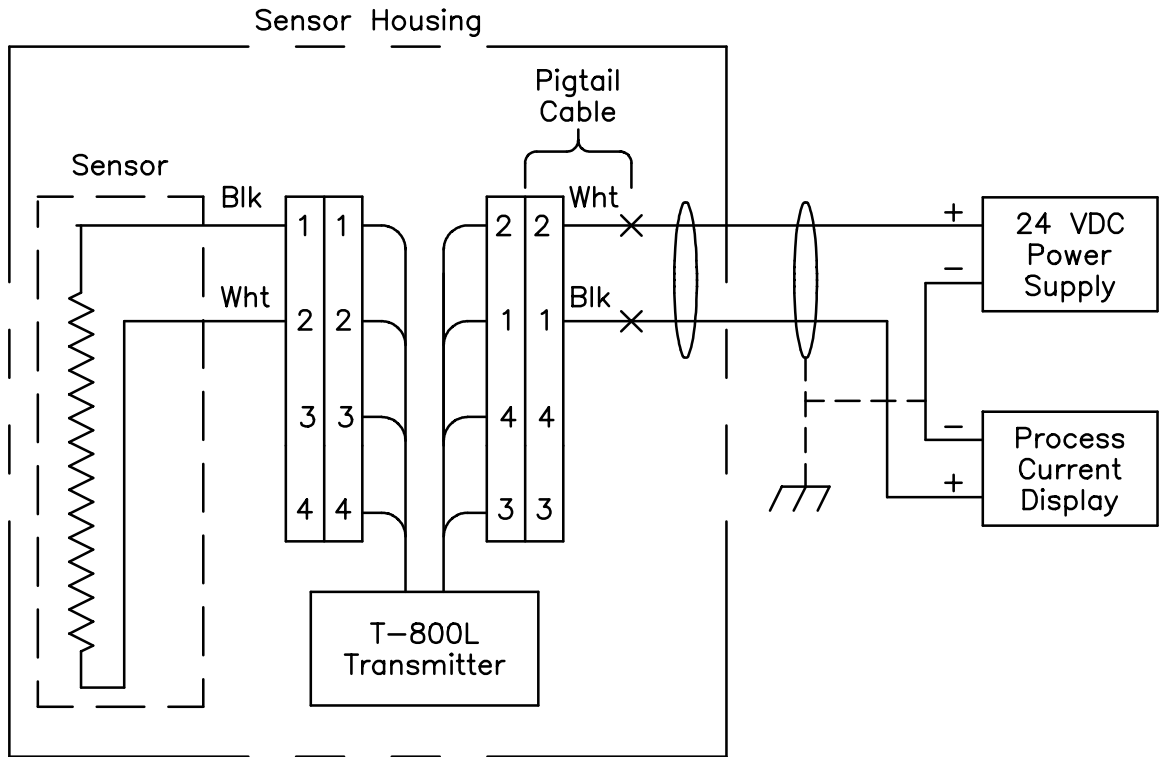 Sensor Housing
Pigtail
Cable
Sensor
Blk
Wht
1 1
2 2
3 3
4 4
2 2
1 1
4 4
3 3
Wht
Blk
T-800L
Transmitter
+
-
24 VDC
Power
Supply
-
+
Process
Current
Display